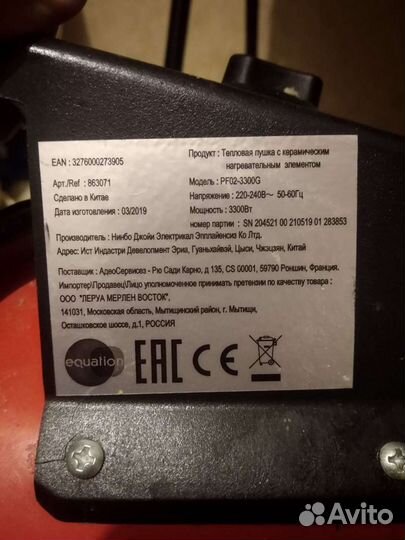 EAN : 3276000273905
Продукт : Тепловая пушка с керамическим
нагревательным элементом
Арт./Ref : 863071
Модель : PF02-3300G
Сделано в Китае
Напряжение : 220-240В~ 50-60Гц
Дата изготовления : 03/2019
Мощность : 3300Вт
номер партии : SN 204521 00 210519 01 283853
Производитель : Нинбо Джойи Электрикал Эпплайенсиз Ко Лтд.
Адрес: Ист Индастри Девелопмент Эриа, Гуаньхайвэй, Цыси, Чжэцзян, Китай
Поставщик : АдеоСервисез - Рю Сади Карно, д 135, CS 00001, 59790 Роншин, Франция.
Импортер\Продавец\Лицо уполномоченное принимать претензии по качеству товара :
ООО "ЛЕРУА МЕРЛЕН ВОСТОК",
141031, Московская область, Мытищинский район, г. Мытищи,
Осташковское шоссе, д.1, РОССИЯ
equation
EAC CE
Avito